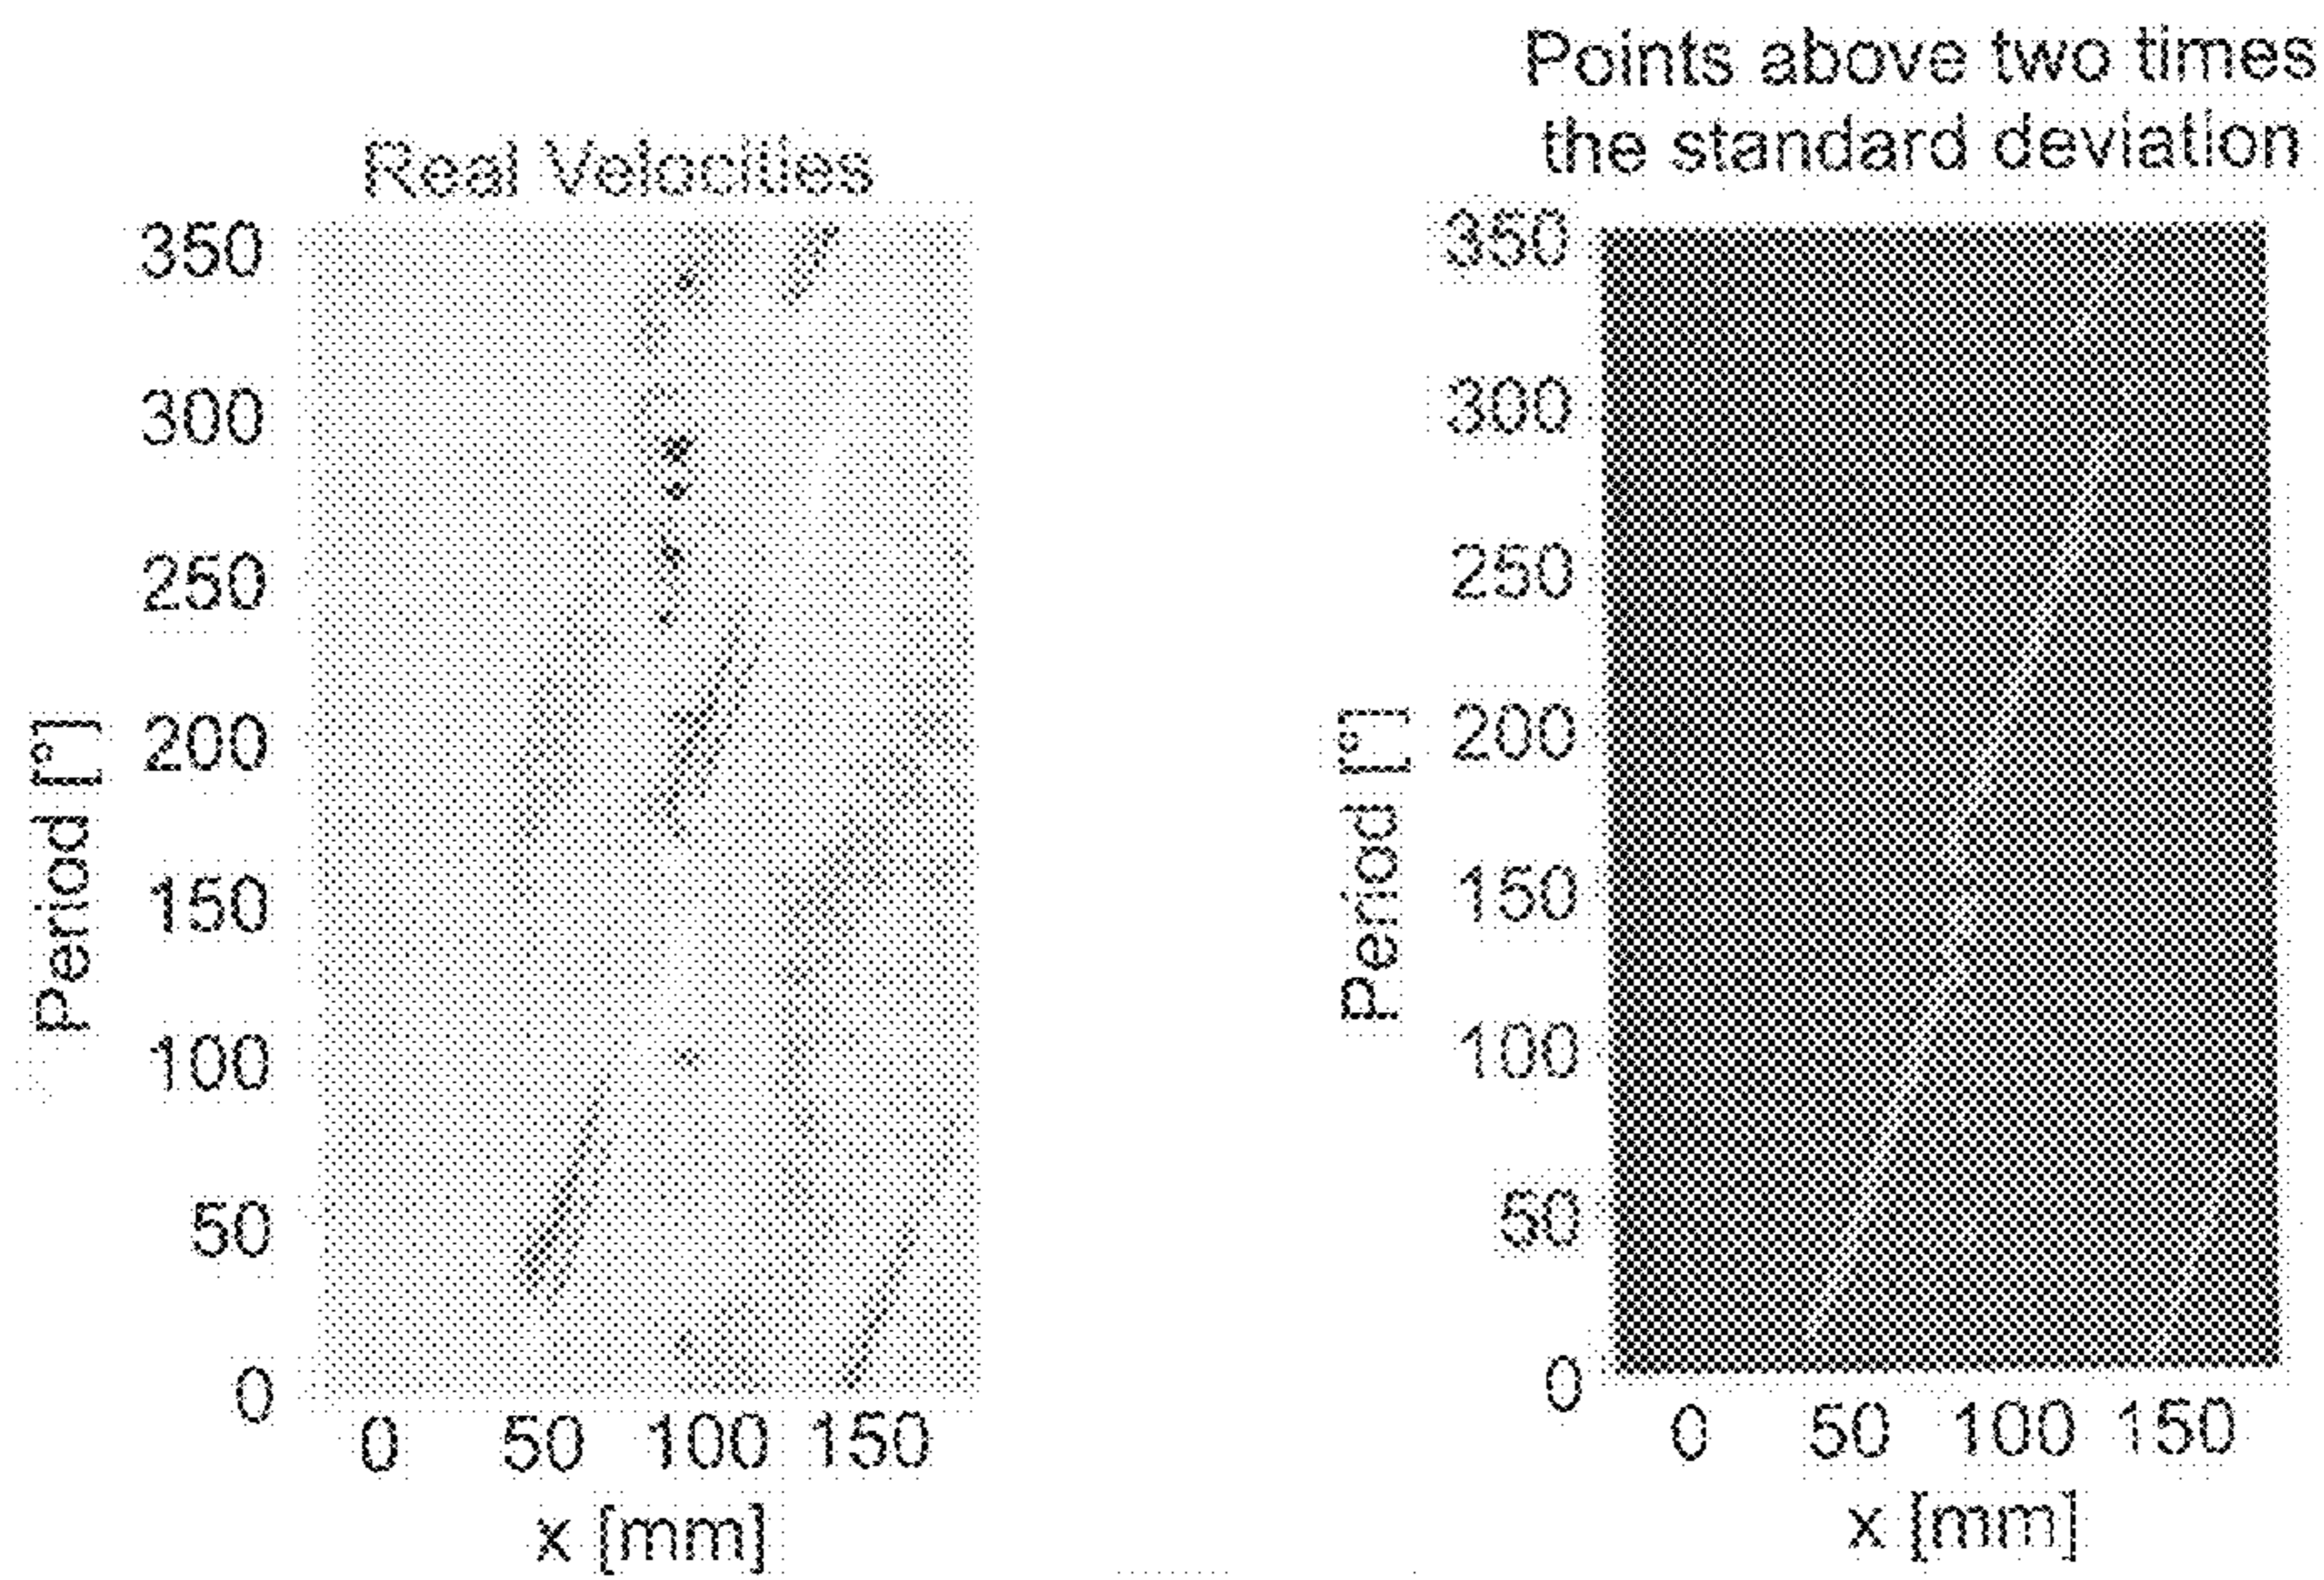 Real Velocities
350
300
250
200
150
100
50
0
Period [°]
0 50 100 150
x [mm]
Points above two times
the standard deviation
350
300
250
200
150
100
50
0
Period [°]
0 50 100 150
x [mm]